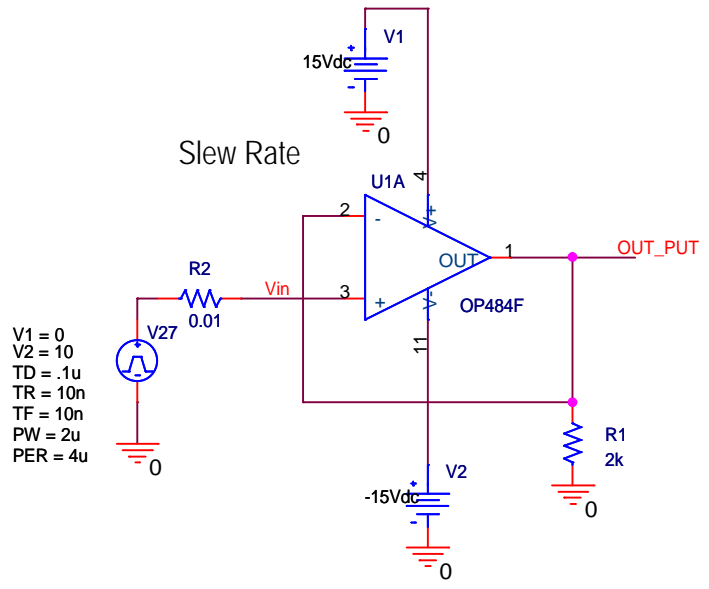 V1
15Vdc
0
Slew Rate
U1A
4
V+
2
-
OUT
1
OUT_PUT
R2
Vin
3
+
V-
OP484F
0.01
V27
11
V1 = 0
V2 = 10
TD = .1u
TR = 10n
TF = 10n
PW = 2u
PER = 4u
0
R1
2k
0
V2
-15Vdc
0